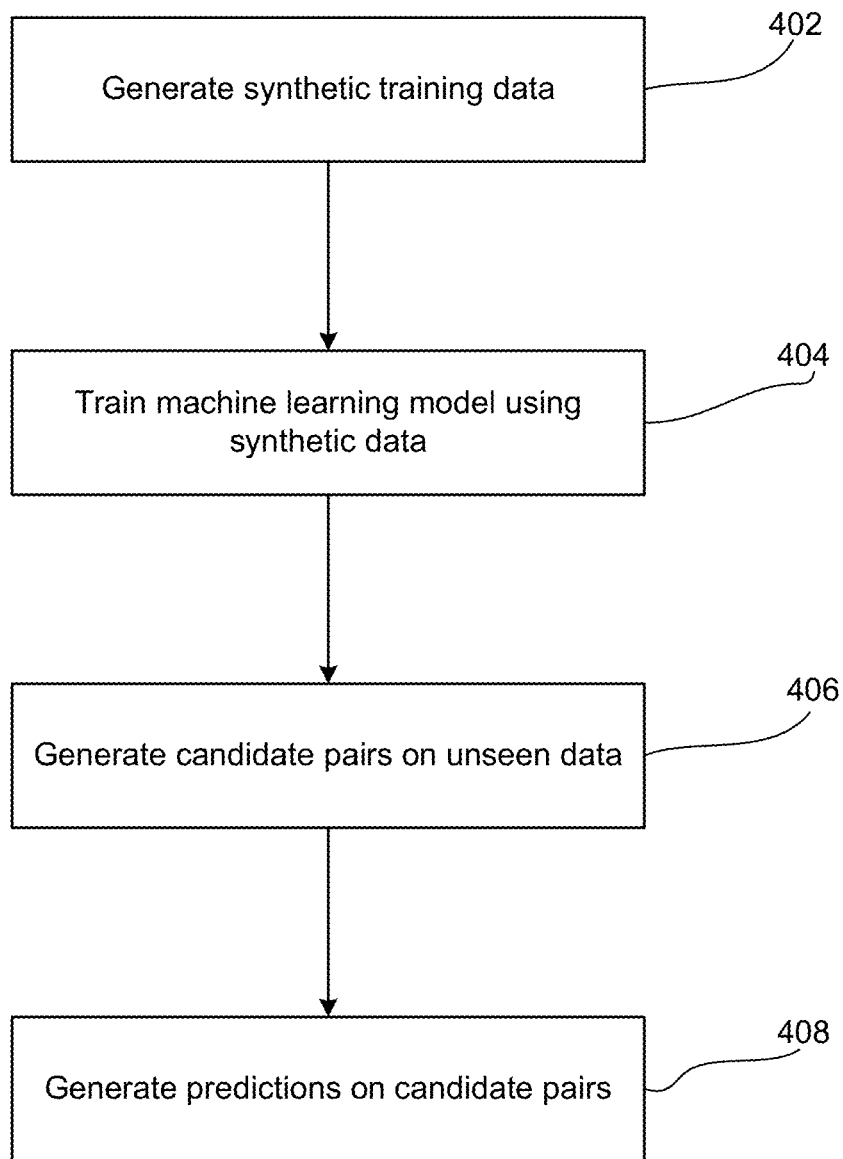 402
Generate synthetic training data
404
Train machine learning model using
synthetic data
406
Generate candidate pairs on unseen data
408
Generate predictions on candidate pairs